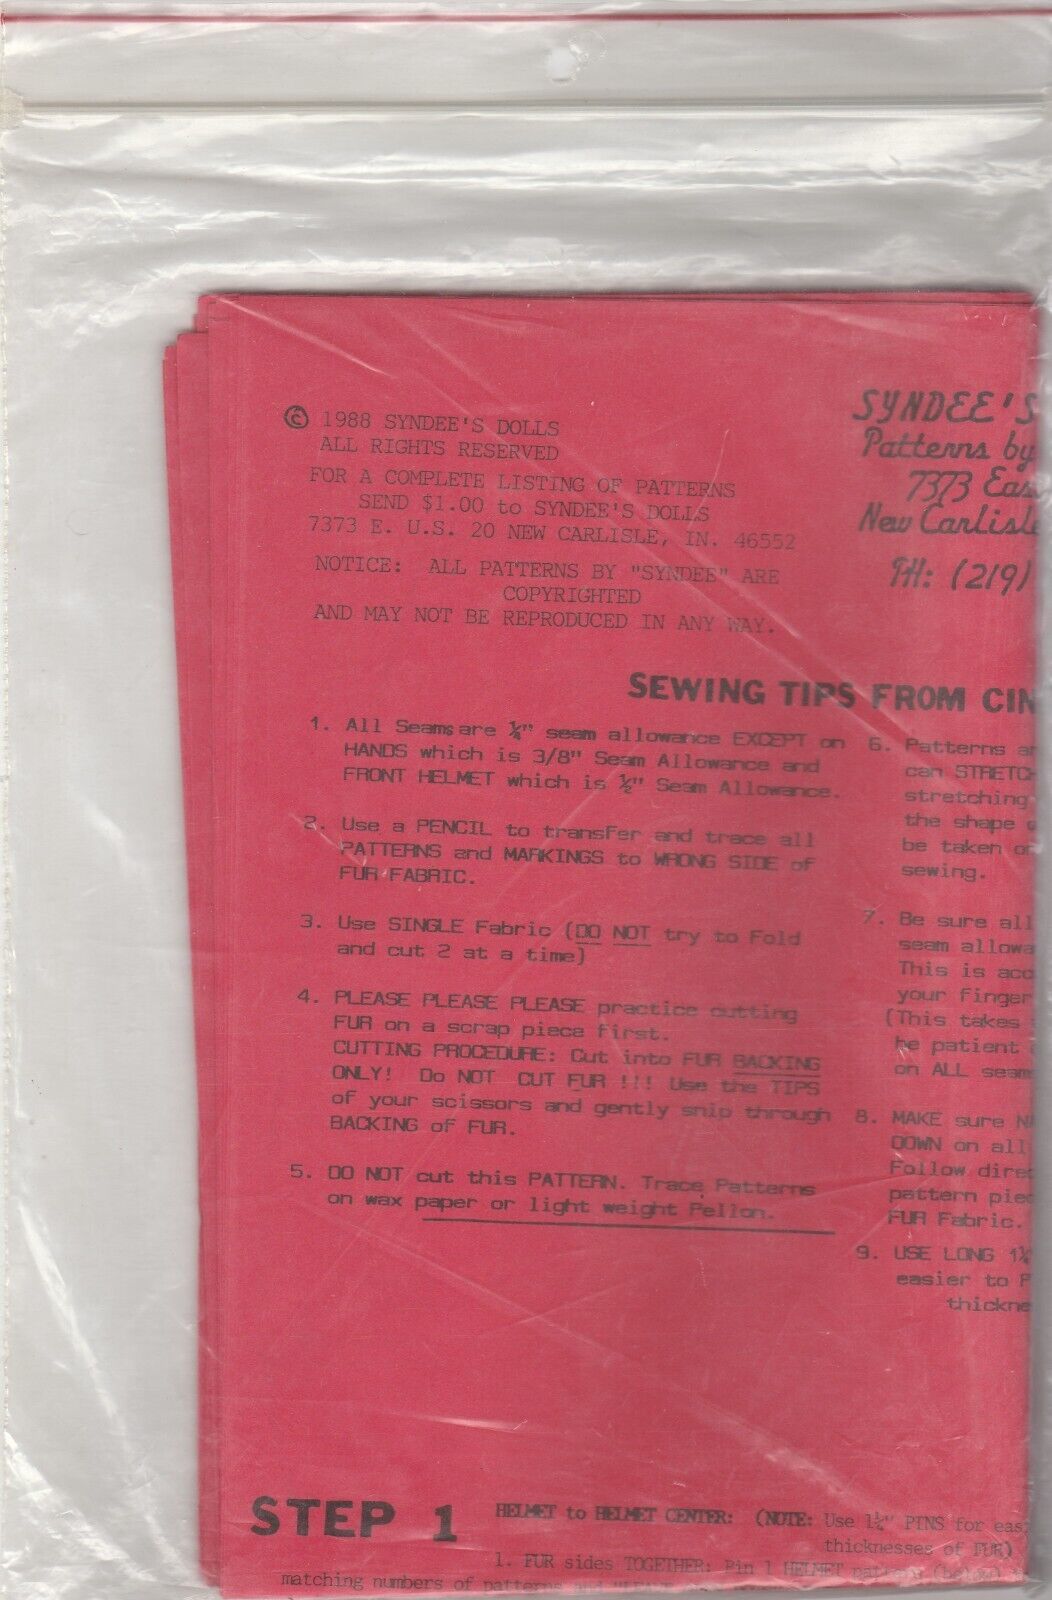 © 1988 SYNDEE'S DOLLS
ALL RIGHTS RESERVED
FOR A COMPLETE LISTING OF PATTERNS
SEND $1.00 to SYNDEE'S DOLLS
7373 E. U.S. 20 NEW CARLISLE, IN. 46552
NOTICE: ALL PATTERNS BY "SYNDEE" ARE
COPYRIGHTED
AND MAY NOT BE REPRODUCED IN ANY WAY.
SYNDEE'S
Patterns by
7373 Eas
New Carlisle
PH: (219)
SEWING TIPS FROM CIN
1. All Seams are ¼" seam allowance EXCEPT on
HANDS which is 3/8" Seam Allowance and
FRONT HELMET which is ½" Seam Allowance.
2. Use a PENCIL to transfer and trace all
PATTERNS and MARKINGS to WRONG SIDE of
FUR FABRIC.
3. Use SINGLE Fabric (DO NOT try to Fold
and cut 2 at a time)
4. PLEASE PLEASE PLEASE practice cutting
FUR on a scrap piece first.
CUTTING PROCEDURE: Cut into FUR BACKING
ONLY! Do NOT CUT FUR !!! Use the TIPS
of your scissors and gently snip through
BACKING of FUR.
5. DO NOT cut this PATTERN. Trace Patterns
on wax paper or light weight Pellon.
6. Patterns a
can STRETCH
stretching
the shape
be taken o
sewing.
7. Be sure all
seam allowa
This is acc
your finger
(This takes
be patient
on ALL seams
8. MAKE sure N
DOWN on all
Follow direc
pattern piec
FUR Fabric.
9. USE LONG 1¼
easier to P
thickne
STEP 1
HELMET to HELMET CENTER: (NOTE: Use 1¼" PINS for eas
thicknesses of FUR)
1. FUR sides TOGETHER: Pin 1 HELMET pattern (below)
matching numbers of patterns and